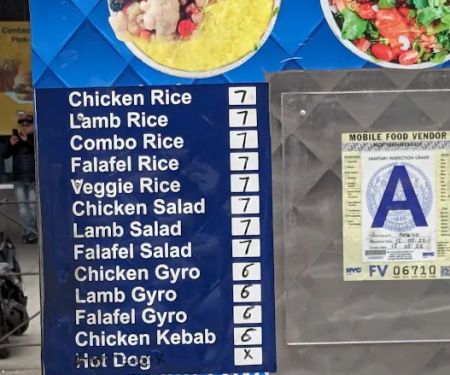 Chicken Rice 7
Lamb Rice 7
Combo Rice 7
Falafel Rice 7
Veggie Rice 7
Chicken Salad 7
Lamb Salad 7
Falafel Salad 7
Chicken Gyro 6
Lamb Gyro 6
Falafel Gyro 6
Chicken Kebab 6
Hot Dog X X
MOBILE FOOD VENDOR
SANITARY INSPECTION GRADE
A
NYC FV 06710 NYC